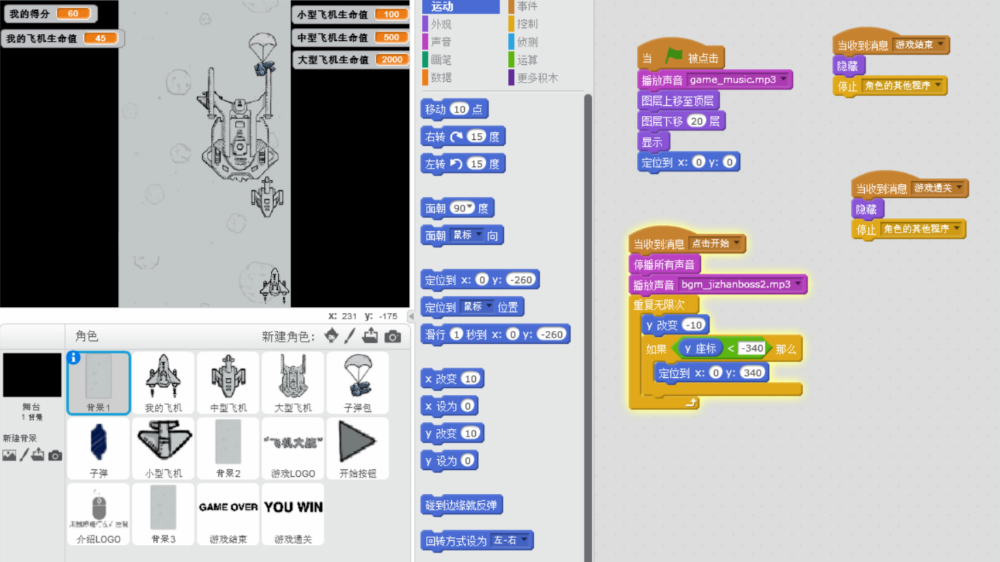 我的得分 60
我的飞机生命值 45
小型飞机生命值 100
中型飞机生命值 500
大型飞机生命值 2000
x: 231 y: -175
角色
新建角色:
舞台
1 背景
新建背景
背景1
我的飞机
中型飞机
大型飞机
子弹包
子弹
小型飞机
背景2
"飞机大战"
游戏LOGO
开始按钮
介绍LOGO
背景3
GAME OVER
游戏结束
YOU WIN
游戏通关
运动
事件
外观
控制
声音
侦测
画笔
运算
数据
更多积木
移动 10 点
右转 15 度
左转 15 度
面朝 90 度
面朝 鼠标 向
定位到 x: 0 y: -260
定位到 鼠标 位置
滑行 1 秒到 x: 0 y: -260
x 改变 10
x 设为 0
y 改变 10
y 设为 0
碰到边缘就反弹
回转方式设为 左-右
当 被点击
播放声音 game_music.mp3
图层上移至顶层
图层下移 20 层
显示
定位到 x: 0 y: 0
当收到消息 点击开始
停播所有声音
播放声音 bgm_jizhanboss2.mp3
重复无限次
y 改变 -10
如果 y 座标 < -340 那么
定位到 x: 0 y: 340
当收到消息 游戏结束
隐藏
停止 角色的其他程序
当收到消息 游戏通关
隐藏
停止 角色的其他程序